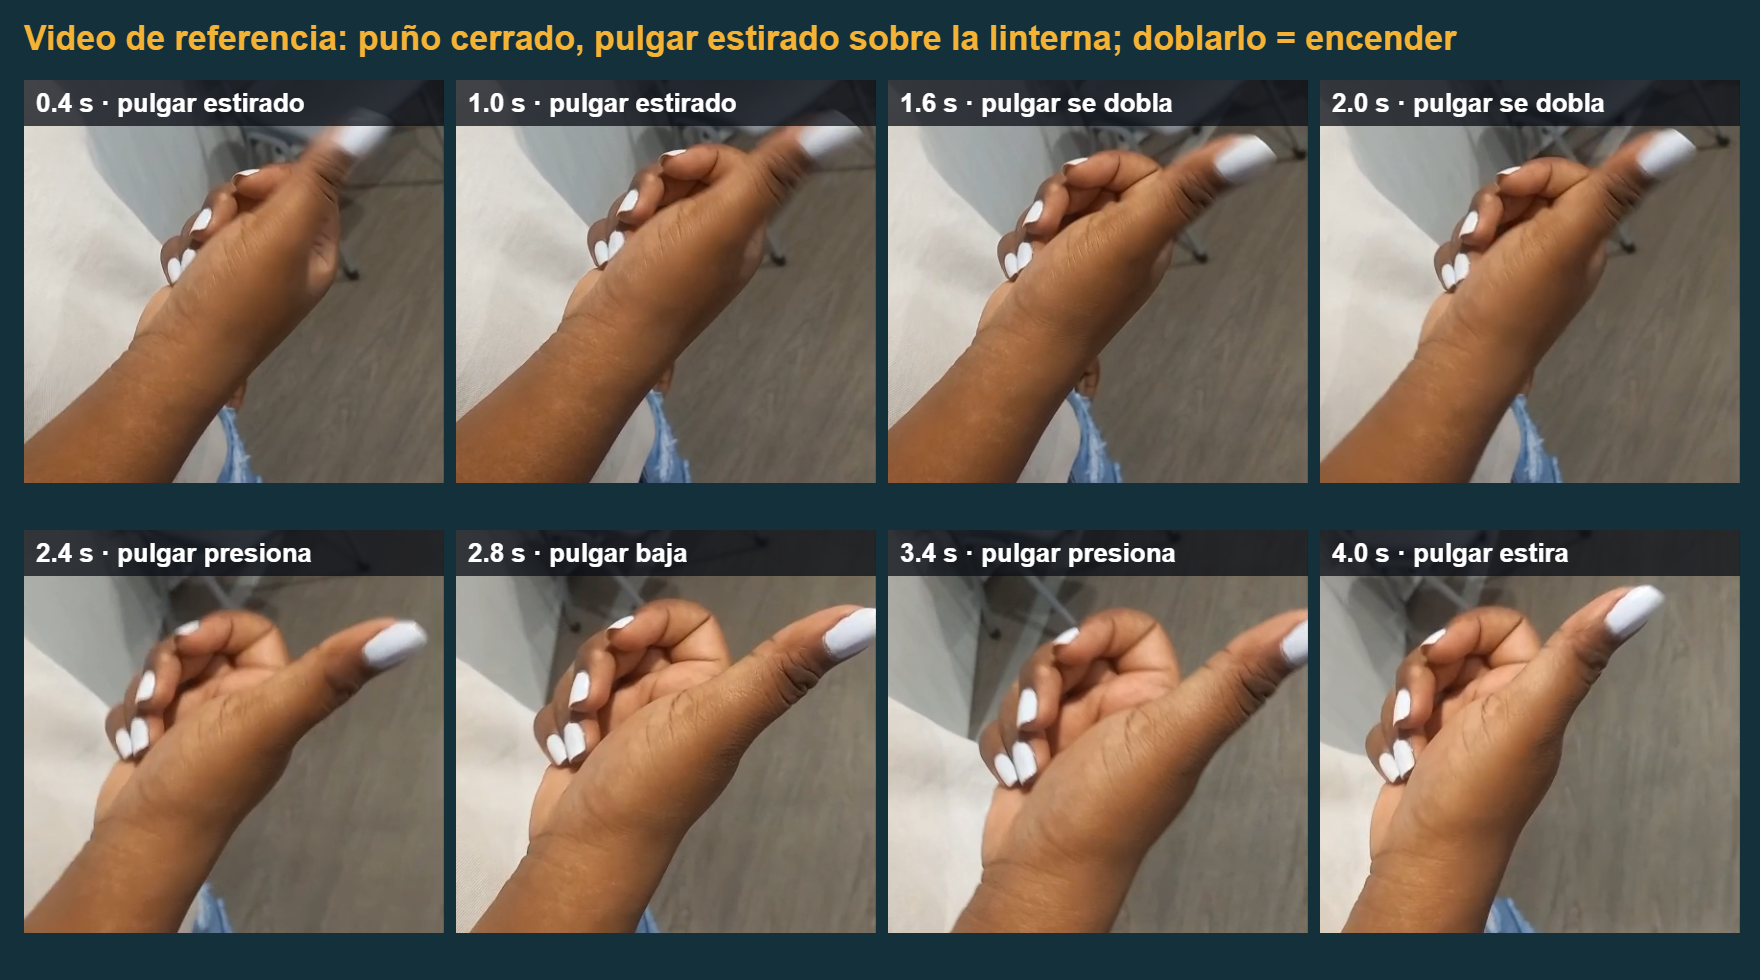 Video de referencia: puño cerrado, pulgar estirado sobre la linterna; doblarlo = encender
0.4 s · pulgar estirado
1.0 s · pulgar estirado
1.6 s · pulgar se dobla
2.0 s · pulgar se dobla
2.4 s · pulgar presiona
2.8 s · pulgar baja
3.4 s · pulgar presiona
4.0 s · pulgar estira